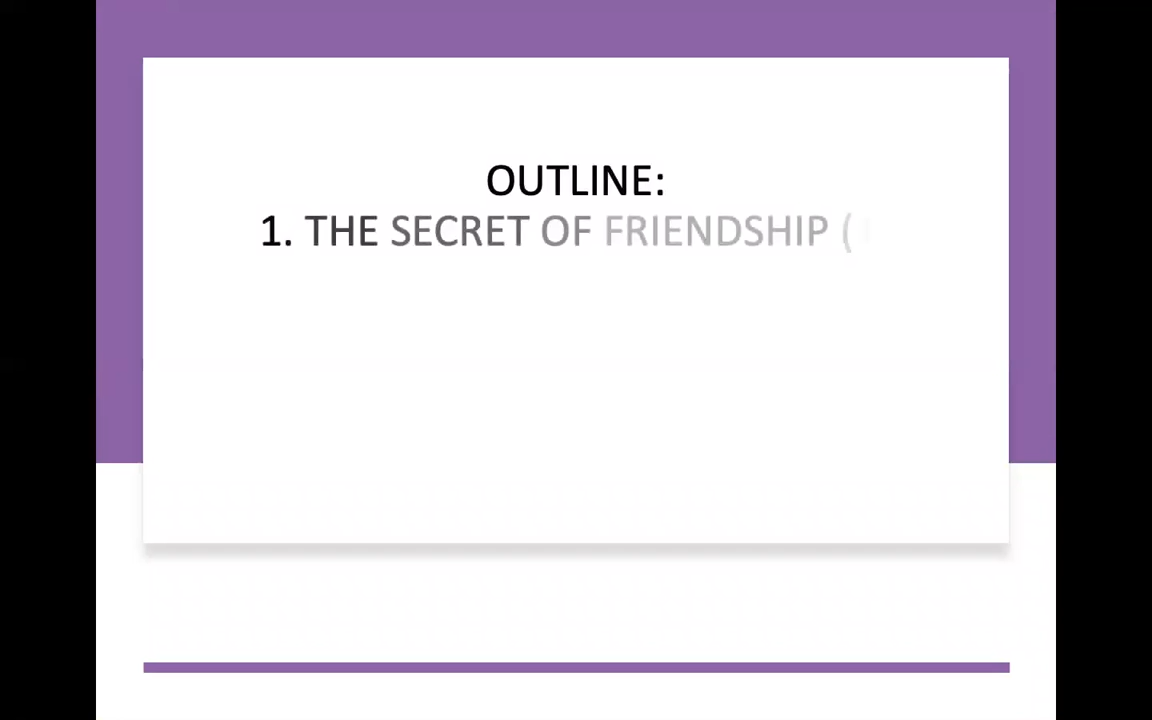 OUTLINE:
1. THE SECRET OF FRIENDSHIP (